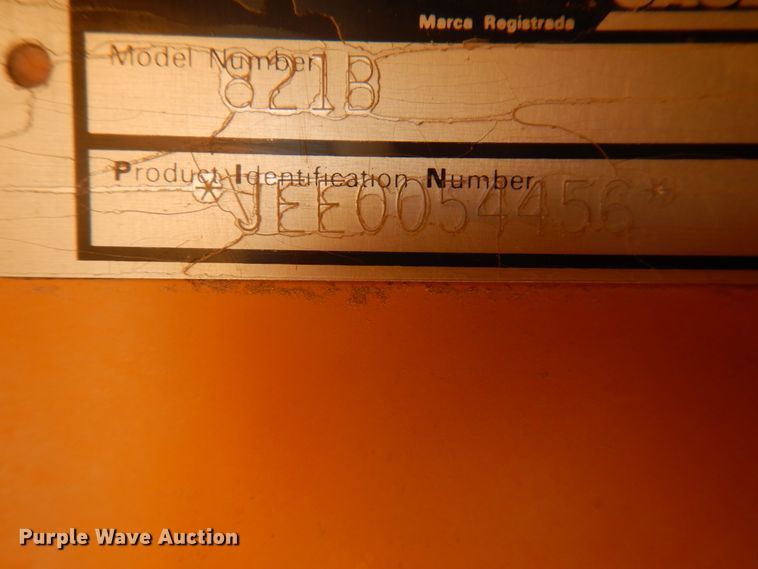 Marca Registrada
Model Number
821B
Product Identification Number
*JEE0054456*
Purple Wave Auction